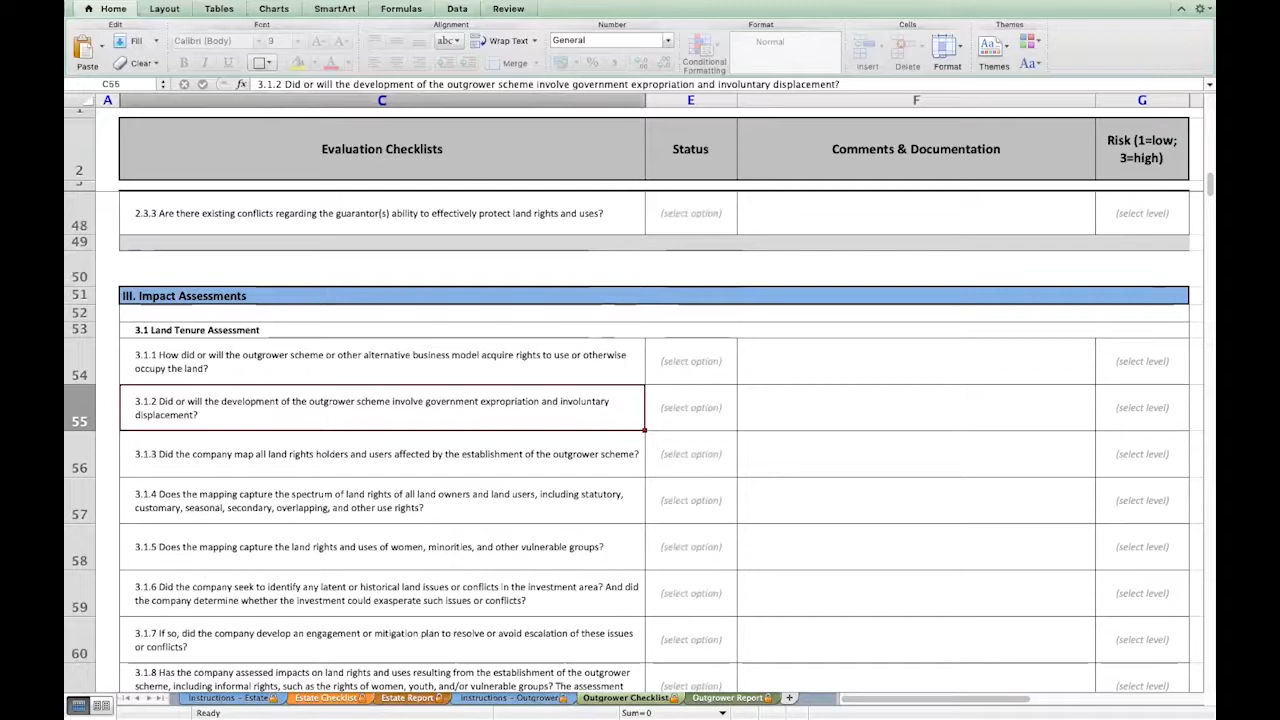 Home Layout Tables Charts SmartArt Formulas Data Review
Edit Font Alignment Number Format Cells Themes
Fill Calibri (Body) 9 abc Wrap Text General Normal
B I U Merge %
Paste Clear Conditional Formatting Insert Delete Format Themes Aa
C55 fx 3.1.2 Did or will the development of the outgrower scheme involve government expropriation and involuntary displacement?
A C E F G
2 Evaluation Checklists Status Comments & Documentation Risk (1=low; 3=high)
48 2.3.3 Are there existing conflicts regarding the guarantor(s) ability to effectively protect land rights and uses? (select option) (select level)
49
50
51 III. Impact Assessments
52
53 3.1 Land Tenure Assessment
54 3.1.1 How did or will the outgrower scheme or other alternative business model acquire rights to use or otherwise
occupy the land? (select option) (select level)
55 3.1.2 Did or will the development of the outgrower scheme involve government expropriation and involuntary
displacement? (select option) (select level)
56 3.1.3 Did the company map all land rights holders and users affected by the establishment of the outgrower scheme? (select option) (select level)
57 3.1.4 Does the mapping capture the spectrum of land rights of all land owners and land users, including statutory,
customary, seasonal, secondary, overlapping, and other use rights? (select option) (select level)
58 3.1.5 Does the mapping capture the land rights and uses of women, minorities, and other vulnerable groups? (select option) (select level)
59 3.1.6 Did the company seek to identify any latent or historical land issues or conflicts in the investment area? And did
the company determine whether the investment could exasperate such issues or conflicts? (select option) (select level)
60 3.1.7 If so, did the company develop an engagement or mitigation plan to resolve or avoid escalation of these issues
or conflicts? (select option) (select level)
3.1.8 Has the company assessed impacts on land rights and uses resulting from the establishment of the outgrower
scheme, including informal rights, such as the rights of women, youth, and/or vulnerable groups? The assessment (select option) (select level)
Instructions - Estate Estate Checklist Estate Report Instructions - Outgrower Outgrower Checklist Outgrower Report +
Ready Sum=0